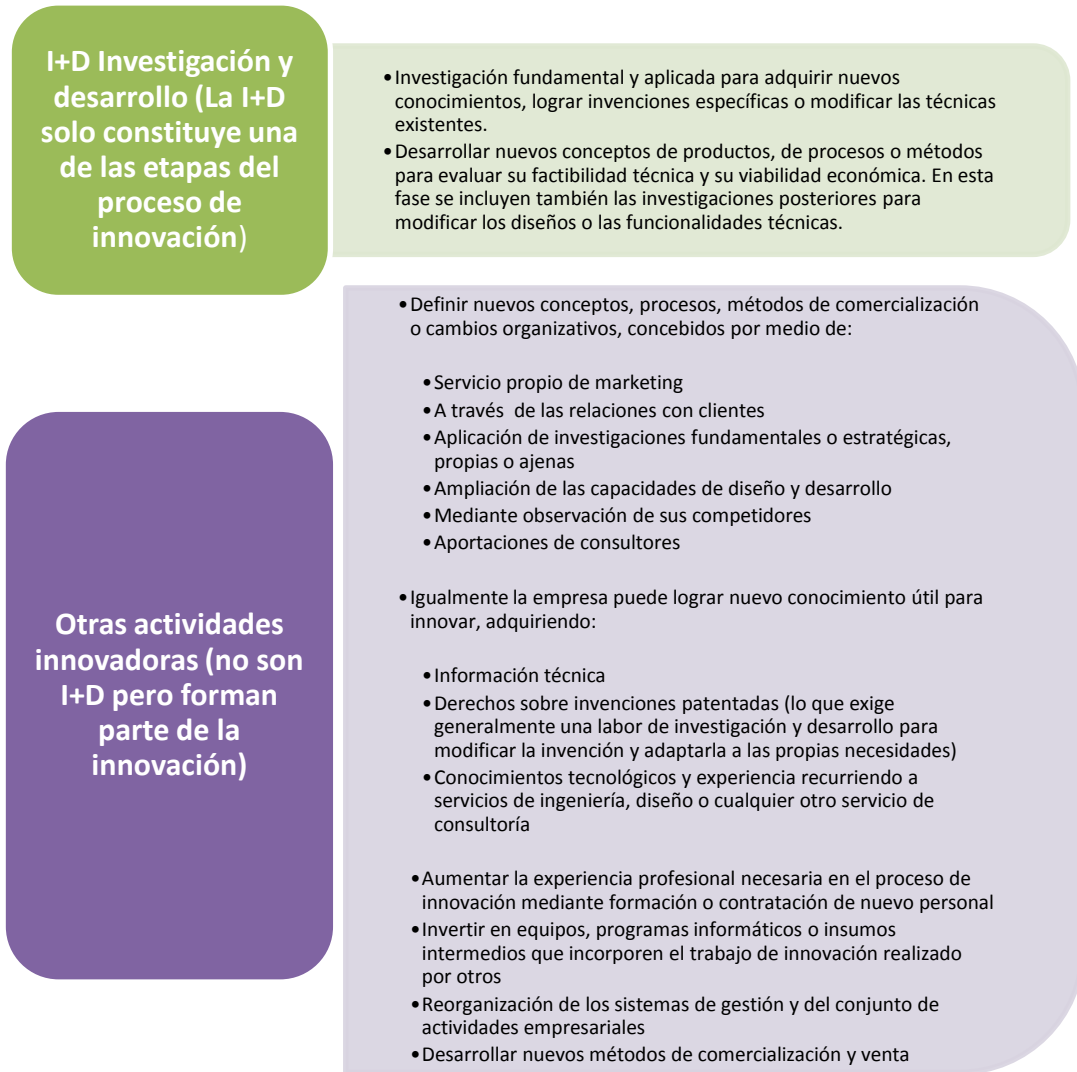 I+D Investigación y
desarrollo (La I+D
solo constituye una
de las etapas del
proceso de
innovación)
•Investigación fundamental y aplicada para adquirir nuevos
conocimientos, lograr invenciones específicas o modificar las técnicas
existentes.
•Desarrollar nuevos conceptos de productos, de procesos o métodos
para evaluar su factibilidad técnica y su viabilidad económica. En esta
fase se incluyen también las investigaciones posteriores para
modificar los diseños o las funcionalidades técnicas.
Otras actividades
innovadoras (no son
I+D pero forman
parte de la
innovación)
•Definir nuevos conceptos, procesos, métodos de comercialización
o cambios organizativos, concebidos por medio de:
•Servicio propio de marketing
•A través de las relaciones con clientes
•Aplicación de investigaciones fundamentales o estratégicas,
propias o ajenas
•Ampliación de las capacidades de diseño y desarrollo
•Mediante observación de sus competidores
•Aportaciones de consultores
•Igualmente la empresa puede lograr nuevo conocimiento útil para
innovar, adquiriendo:
•Información técnica
•Derechos sobre invenciones patentadas (lo que exige
generalmente una labor de investigación y desarrollo para
modificar la invención y adaptarla a las propias necesidades)
•Conocimientos tecnológicos y experiencia recurriendo a
servicios de ingeniería, diseño o cualquier otro servicio de
consultoría
•Aumentar la experiencia profesional necesaria en el proceso de
innovación mediante formación o contratación de nuevo personal
•Invertir en equipos, programas informáticos o insumos
intermedios que incorporen el trabajo de innovación realizado
por otros
•Reorganización de los sistemas de gestión y del conjunto de
actividades empresariales
•Desarrollar nuevos métodos de comercialización y venta